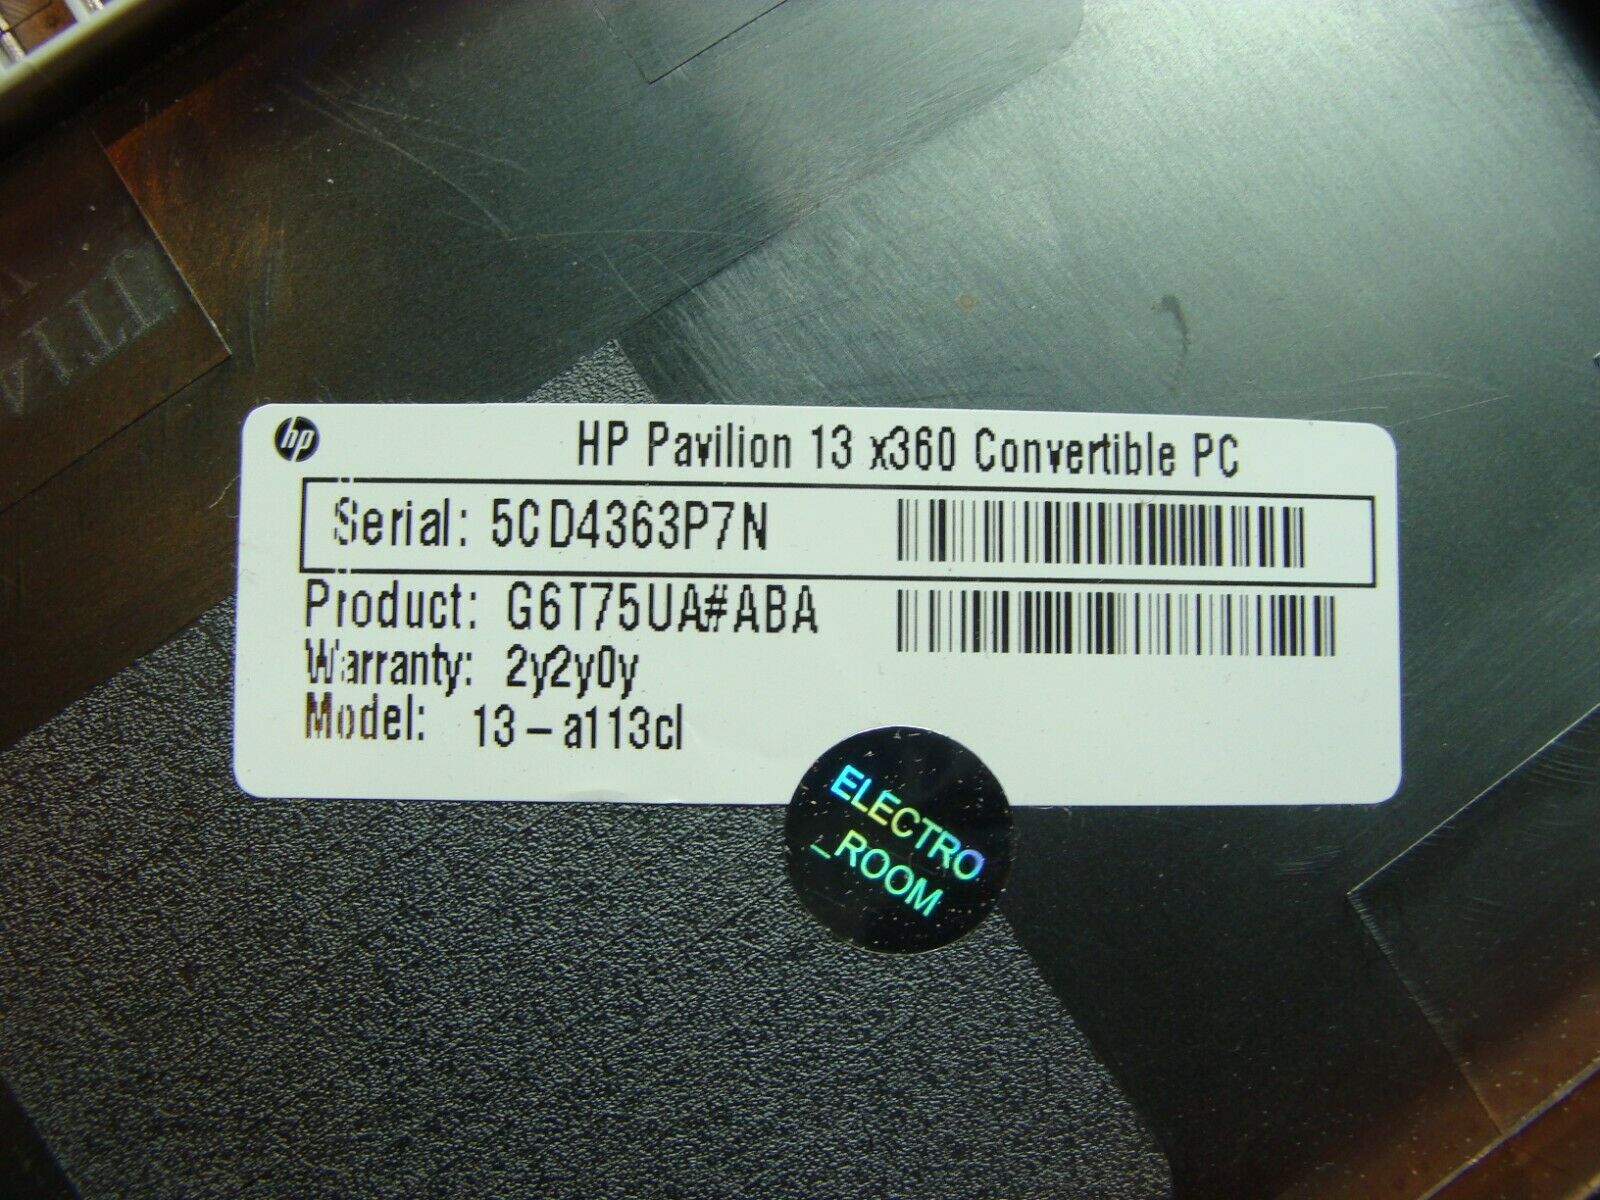 hp
HP Pavilion 13 x360 Convertible PC
Serial: 5CD4363P7N
Product: G6T75UA#ABA
Warranty: 2y2y0y
Model: 13-a113cl
ELECTRO
_ROOM